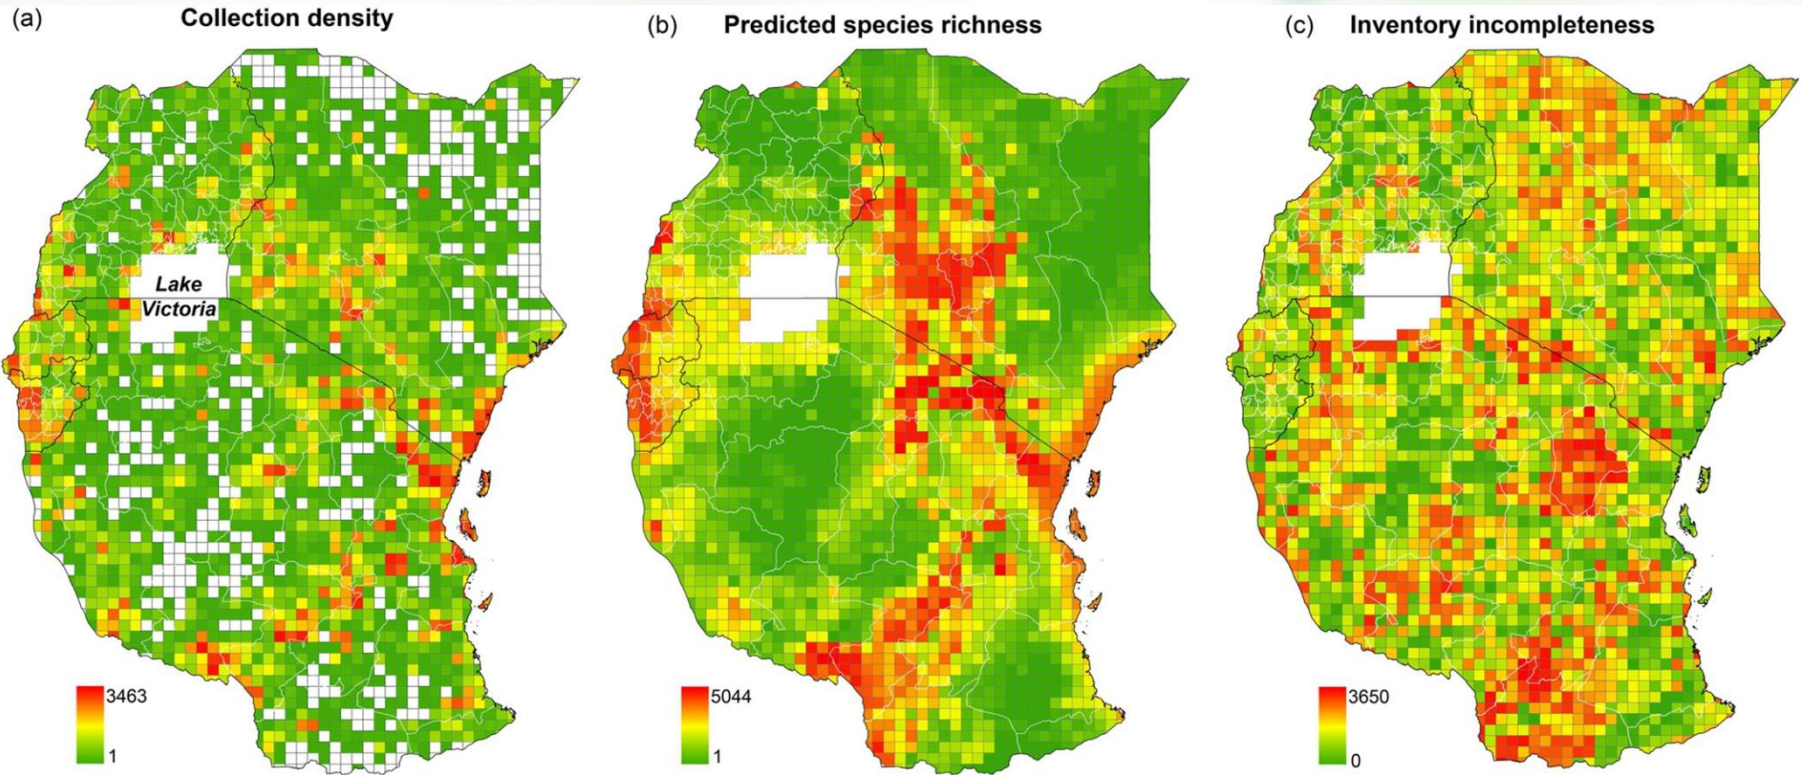 (a) Collection density
(b) Predicted species richness
(c) Inventory incompleteness
Lake
Victoria
3463
1
5044
1
3650
0